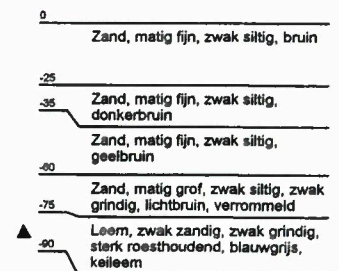 0
Zand, matig fijn, zwak siltig, bruin
-25
-35
Zand, matig fijn, zwak siltig,
donkerbruin
Zand, matig fijn, zwak siltig,
geelbruin
-60
Zand, matig grof, zwak siltig, zwak
grindig, lichtbruin, verrommeld
-75
Leem, zwak zandig, zwak grindig,
sterk roesthoudend, blauwgrijs,
keileem
-90